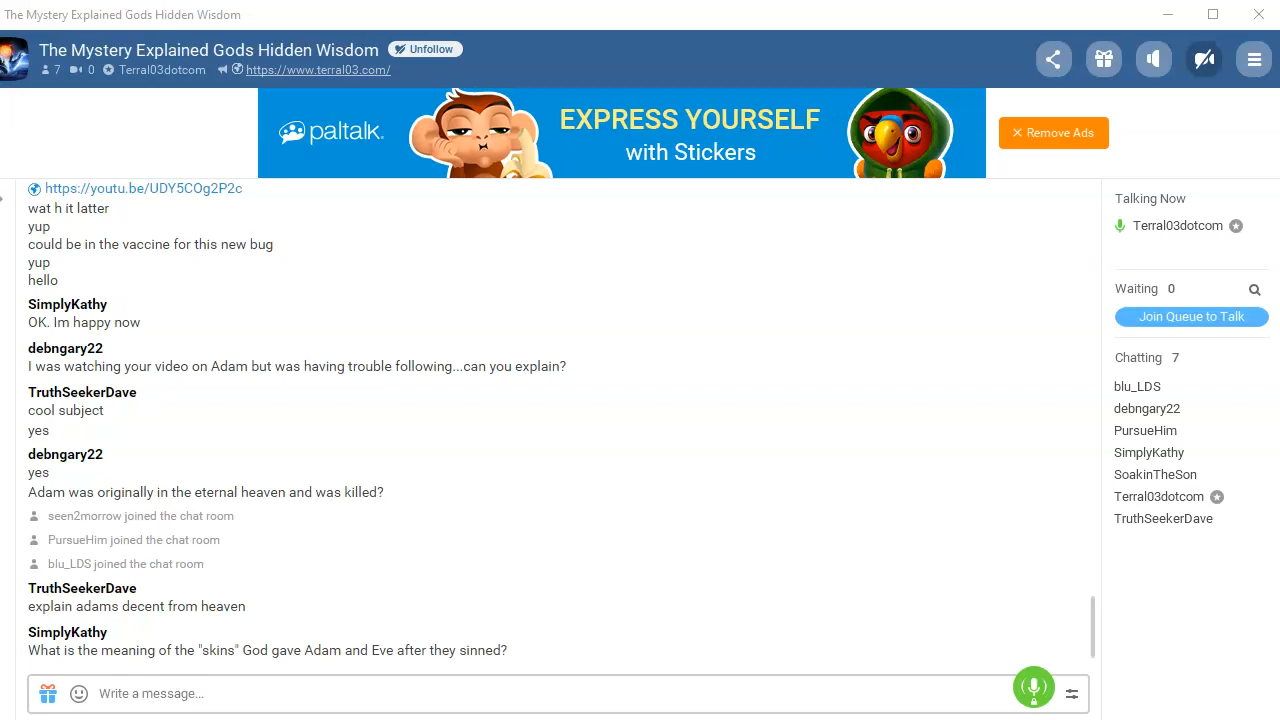 The Mystery Explained Gods Hidden Wisdom
The Mystery Explained Gods Hidden Wisdom Unfollow
7 0 Terral03dotcom https://www.terral03.com/
paltalk. EXPRESS YOURSELF
with Stickers
Remove Ads
https://youtu.be/UDY5COg2P2c
wat h it latter
yup
could be in the vaccine for this new bug
yup
hello
SimplyKathy
OK. Im happy now
debngary22
I was watching your video on Adam but was having trouble following...can you explain?
TruthSeekerDave
cool subject
yes
debngary22
yes
Adam was originally in the eternal heaven and was killed?
seen2morrow joined the chat room
PursueHim joined the chat room
blu_LDS joined the chat room
TruthSeekerDave
explain adams decent from heaven
SimplyKathy
What is the meaning of the "skins" God gave Adam and Eve after they sinned?
Write a message...
Talking Now
Terral03dotcom
Waiting 0
Join Queue to Talk
Chatting 7
blu_LDS
debngary22
PursueHim
SimplyKathy
SoakinTheSon
Terral03dotcom
TruthSeekerDave